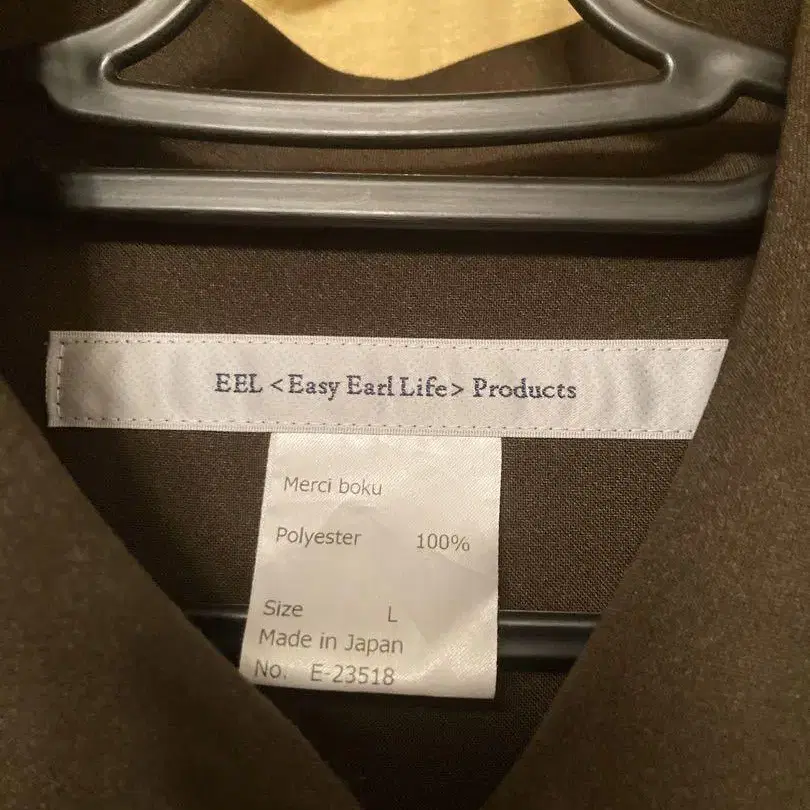 EEL <Easy Earl Life> Products
Merci boku
Polyester 100%
Size L
Made in Japan
No. E-23518